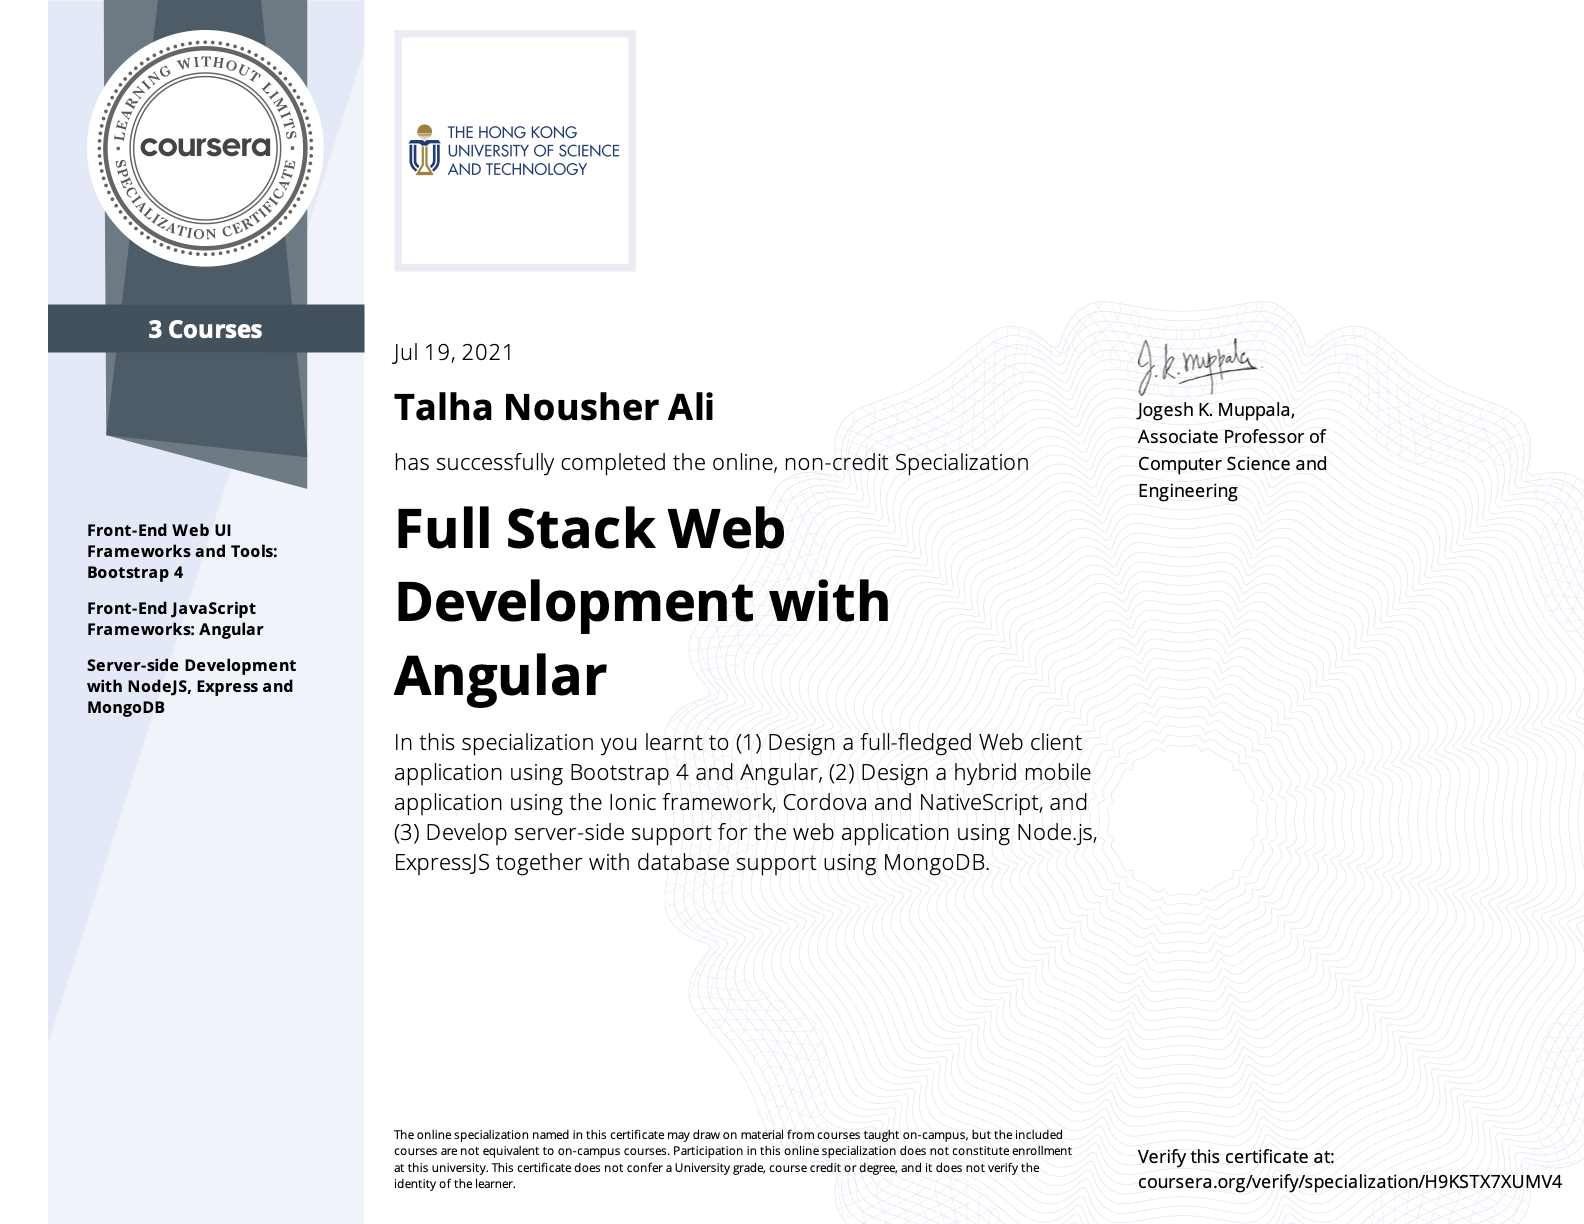 LEARNING WITHOUT LIMITS
coursera
SPECIALIZATION CERTIFICATE
3 Courses
Front-End Web UI
Frameworks and Tools:
Bootstrap 4
Front-End JavaScript
Frameworks: Angular
Server-side Development
with NodeJS, Express and
MongoDB
THE HONG KONG
UNIVERSITY OF SCIENCE
AND TECHNOLOGY
Jul 19, 2021
Talha Nousher Ali
has successfully completed the online, non-credit Specialization
Full Stack Web
Development with
Angular
In this specialization you learnt to (1) Design a full-fledged Web client
application using Bootstrap 4 and Angular, (2) Design a hybrid mobile
application using the Ionic framework, Cordova and NativeScript, and
(3) Develop server-side support for the web application using Node.js,
ExpressJS together with database support using MongoDB.
J.K. Muppala
Jogesh K. Muppala,
Associate Professor of
Computer Science and
Engineering
The online specialization named in this certificate may draw on material from courses taught on-campus, but the included
courses are not equivalent to on-campus courses. Participation in this online specialization does not constitute enrollment
at this university. This certificate does not confer a University grade, course credit or degree, and it does not verify the
identity of the learner.
Verify this certificate at:
coursera.org/verify/specialization/H9KSTX7XUMV4